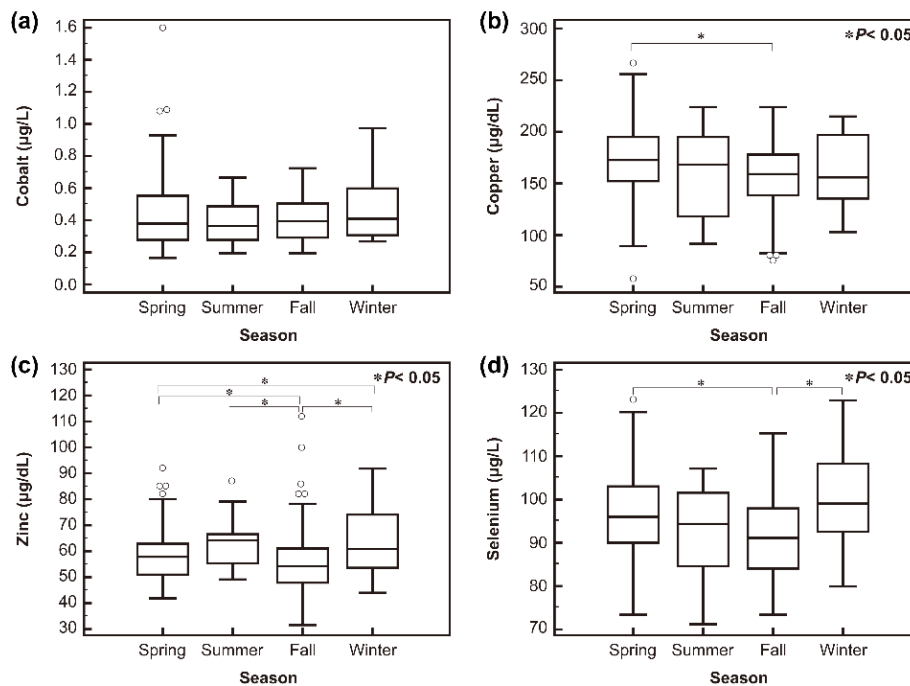 (a)
1.6
1.4
1.2
1.0
0.8
0.6
0.4
0.2
0.0
Cobalt (µg/L)
Spring Summer Fall Winter
Season
(b)
*P< 0.05
*
300
250
200
150
100
50
Copper (µg/dL)
Spring Summer Fall Winter
Season
(c)
*P< 0.05
*
*
* *
130
120
110
100
90
80
70
60
50
40
30
Zinc (µg/dL)
Spring Summer Fall Winter
Season
(d)
*P< 0.05
* *
130
120
110
100
90
80
70
Selenium (µg/L)
Spring Summer Fall Winter
Season